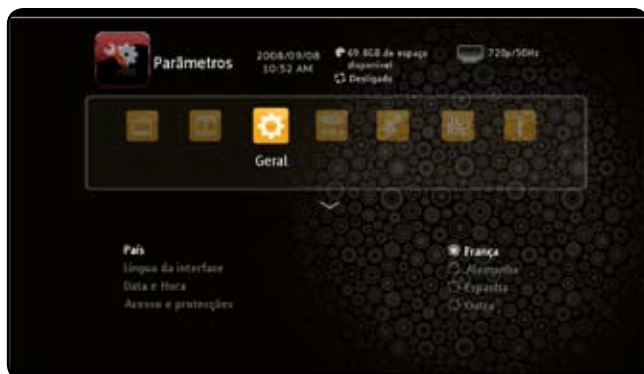 Parâmetros
2008/09/08
10:52 AM
69.8GB de espaço
disponível
Desligado
720p/50Hz
Geral
País
Língua da interface
Data e Hora
Acesso e protecções
França
Alemanha
Espanha
Outra